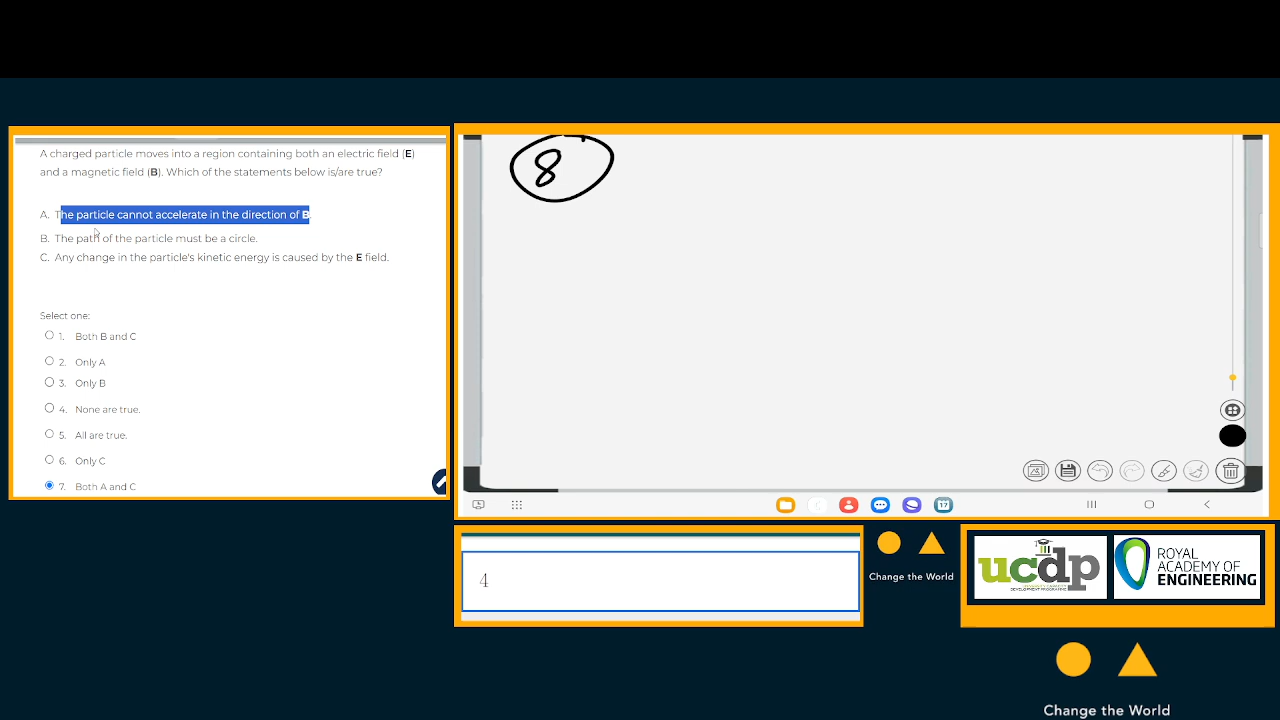 A charged particle moves into a region containing both an electric field (E)
and a magnetic field (B). Which of the statements below is/are true?
A. The particle cannot accelerate in the direction of B
B. The path of the particle must be a circle.
C. Any change in the particle's kinetic energy is caused by the E field.
Select one:
1. Both B and C
2. Only A
3. Only B
4. None are true.
5. All are true.
6. Only C
7. Both A and C
8
17
4
Change the World
ucdp
ROYAL
ACADEMY OF
ENGINEERING
Change the World